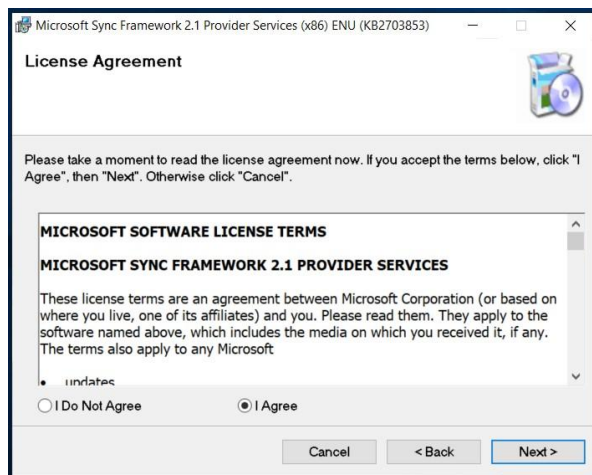 Microsoft Sync Framework 2.1 Provider Services (x86) ENU (KB2703853)
License Agreement
Please take a moment to read the license agreement now. If you accept the terms below, click "I
Agree", then "Next". Otherwise click "Cancel".
MICROSOFT SOFTWARE LICENSE TERMS
MICROSOFT SYNC FRAMEWORK 2.1 PROVIDER SERVICES
These license terms are an agreement between Microsoft Corporation (or based on
where you live, one of its affiliates) and you. Please read them. They apply to the
software named above, which includes the media on which you received it, if any.
The terms also apply to any Microsoft
• updates
I Do Not Agree
I Agree
Cancel
< Back
Next >